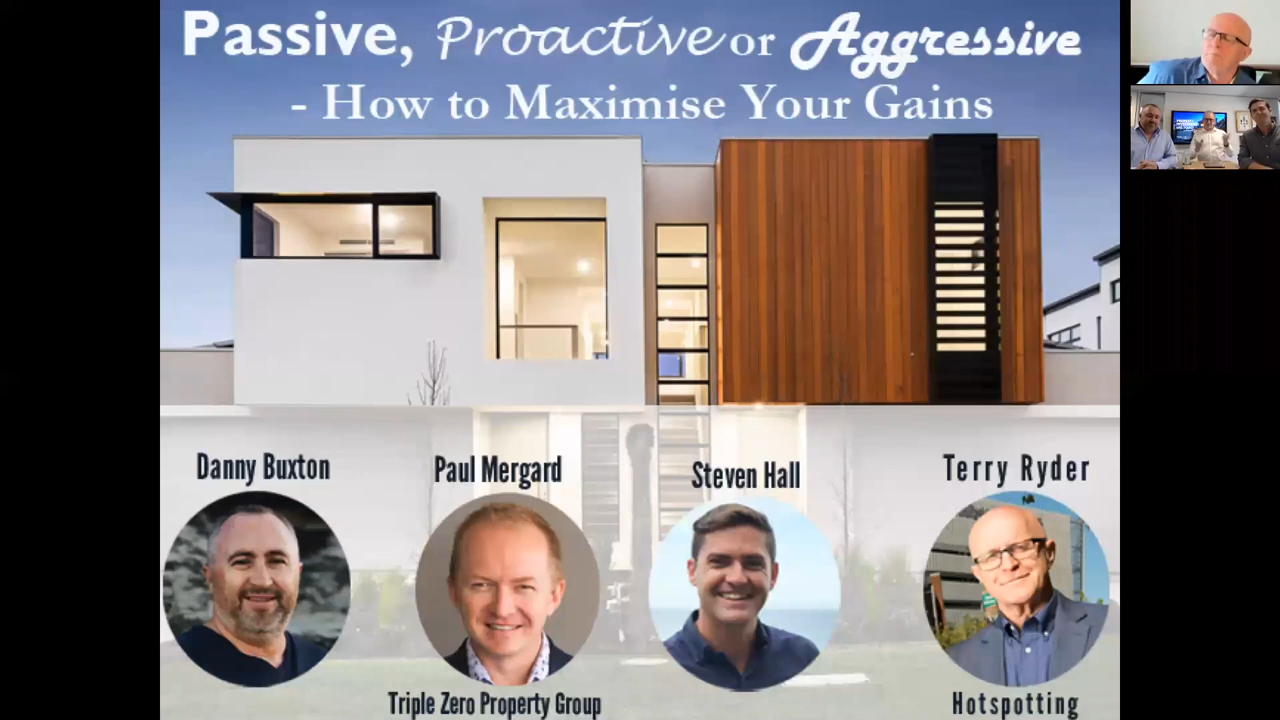 Passive, Proactive or Aggressive
- How to Maximise Your Gains
Danny Buxton
Paul Mergard
Steven Hall
Terry Ryder
Triple Zero Property Group
Hotspotting